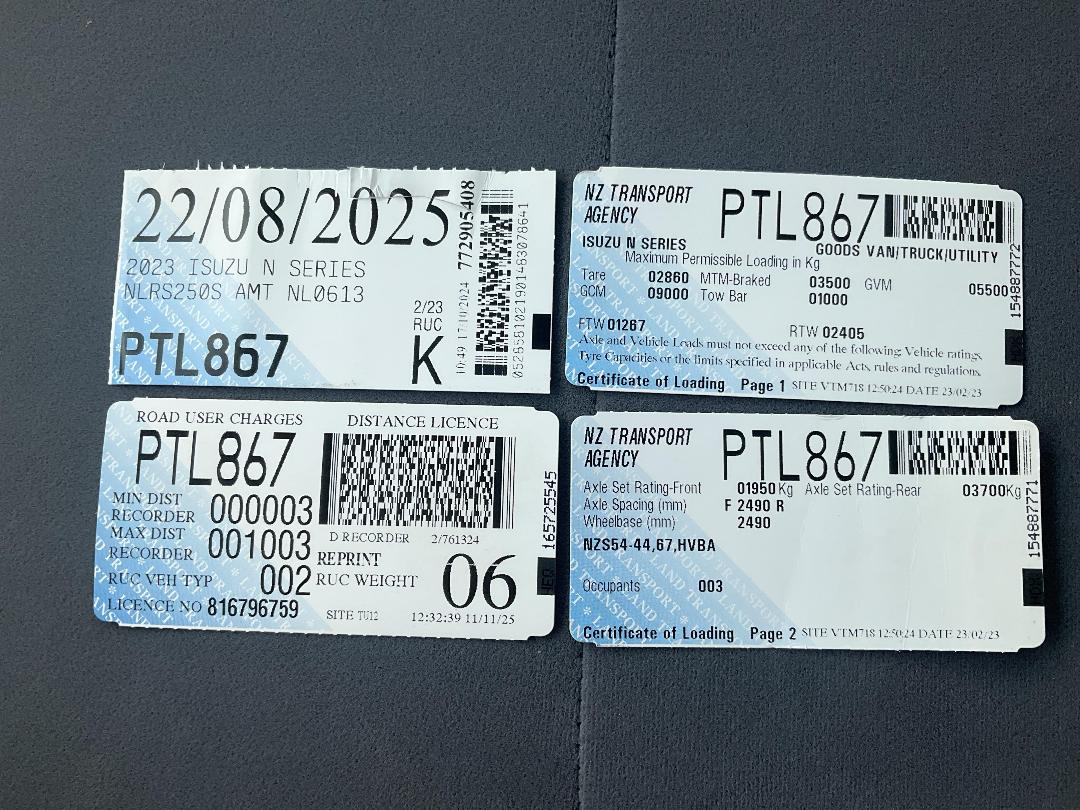 22/08/2025
2023 ISUZU N SERIES
NLRS250S AMT NL0613
2/23
RUC
K
PTL867
10:49 17/10/2024 772905408
0528581021901463078641
NZ TRANSPORT
AGENCY
PTL867
ISUZU N SERIES
GOODS VAN/TRUCK/UTILITY
Maximum Permissible Loading in Kg
Tare 02860 MTM-Braked 03500 GVM 05500
GCM 09000 Tow Bar 01000
FTW 01267 RTW 02405
Axle and Vehicle Loads must not exceed any of the following; Vehicle ratings,
Tyre Capacities or the limits specified in applicable Acts, rules and regulations.
Certificate of Loading Page 1 SITE VTM718 12:50:24 DATE 23/02/23
154887772
ROAD USER CHARGES DISTANCE LICENCE
PTL867
MIN DIST
RECORDER 000003
MAX DIST
RECORDER 001003
D RECORDER 2/761324
REPRINT
RUC VEH TYP 002 RUC WEIGHT 06
LICENCE NO 816796759
SITE TU12 12:32:39 11/11/25
165725545
NZ TRANSPORT
AGENCY
PTL867
Axle Set Rating-Front 01950 Kg Axle Set Rating-Rear 03700Kg
Axle Spacing (mm) F 2490 R
Wheelbase (mm) 2490
NZS54-44,67,HVBA
Occupants 003
Certificate of Loading Page 2 SITE VTM718 12:50:24 DATE 23/02/23
154887771